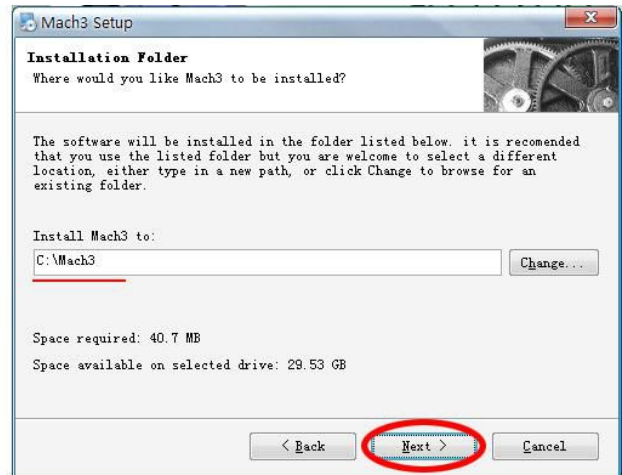 Mach3 Setup
Installation Folder
Where would you like Mach3 to be installed?
The software will be installed in the folder listed below. it is recomended
that you use the listed folder but you are welcome to select a different
location, either type in a new path, or click Change to browse for an
existing folder.
Install Mach3 to:
C:\Mach3
Change...
Space required: 40.7 MB
Space available on selected drive: 29.53 GB
< Back
Next >
Cancel